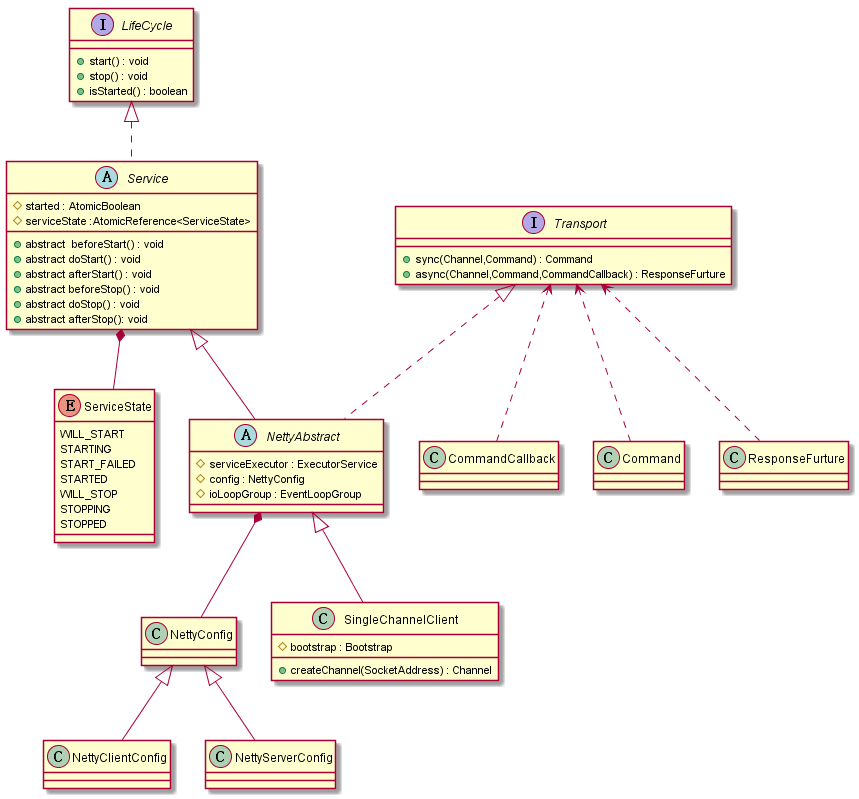 I LifeCycle
start() : void
stop() : void
isStarted() : boolean
A Service
started : AtomicBoolean
serviceState :AtomicReference<ServiceState>
abstract  beforeStart() : void
abstract doStart() : void
abstract afterStart() : void
abstract beforeStop() : void
abstract doStop() : void
abstract afterStop(): void
I Transport
sync(Channel,Command) : Command
async(Channel,Command,CommandCallback) : ResponseFurture
E ServiceState
WILL_START
STARTING
START_FAILED
STARTED
WILL_STOP
STOPPING
STOPPED
A NettyAbstract
serviceExecutor : ExecutorService
config : NettyConfig
ioLoopGroup : EventLoopGroup
C CommandCallback
C Command
C ResponseFurture
C NettyConfig
C SingleChannelClient
bootstrap : Bootstrap
createChannel(SocketAddress) : Channel
C NettyClientConfig
C NettyServerConfig